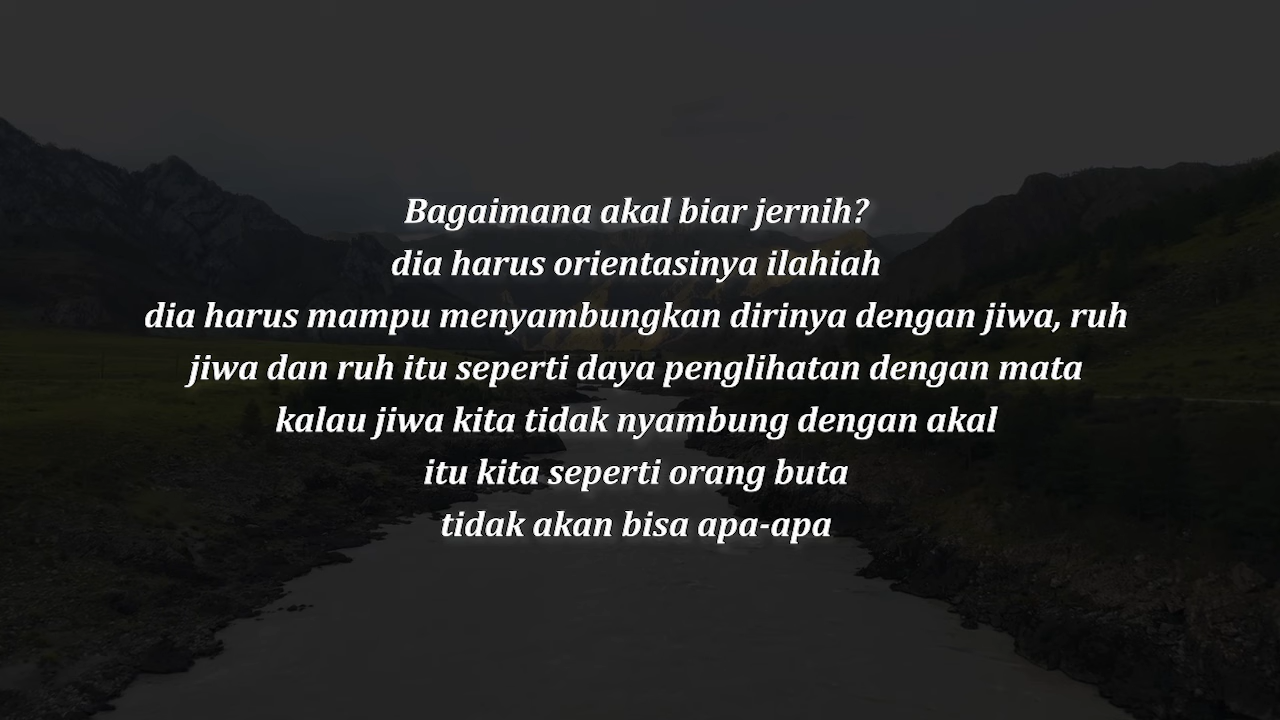 Bagaimana akal biar jernih?
dia harus orientasinya ilahiah
dia harus mampu menyambungkan dirinya dengan jiwa, ruh
jiwa dan ruh itu seperti daya penglihatan dengan mata
kalau jiwa kita tidak nyambung dengan akal
itu kita seperti orang buta
tidak akan bisa apa-apa